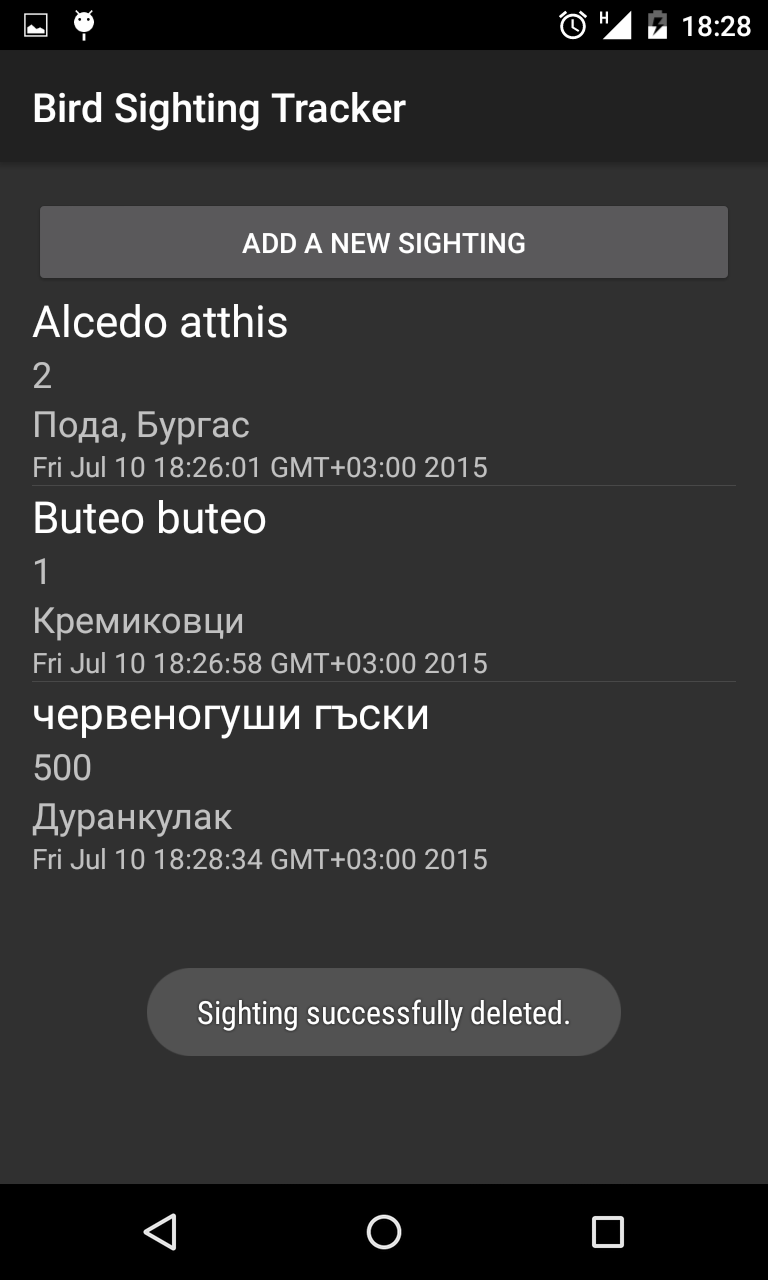 H 18:28
Bird Sighting Tracker
ADD A NEW SIGHTING
Alcedo atthis
2
Пода, Бургас
Fri Jul 10 18:26:01 GMT+03:00 2015
Buteo buteo
1
Кремиковци
Fri Jul 10 18:26:58 GMT+03:00 2015
червеногуши гъски
500
Дуранкулак
Fri Jul 10 18:28:34 GMT+03:00 2015
Sighting successfully deleted.